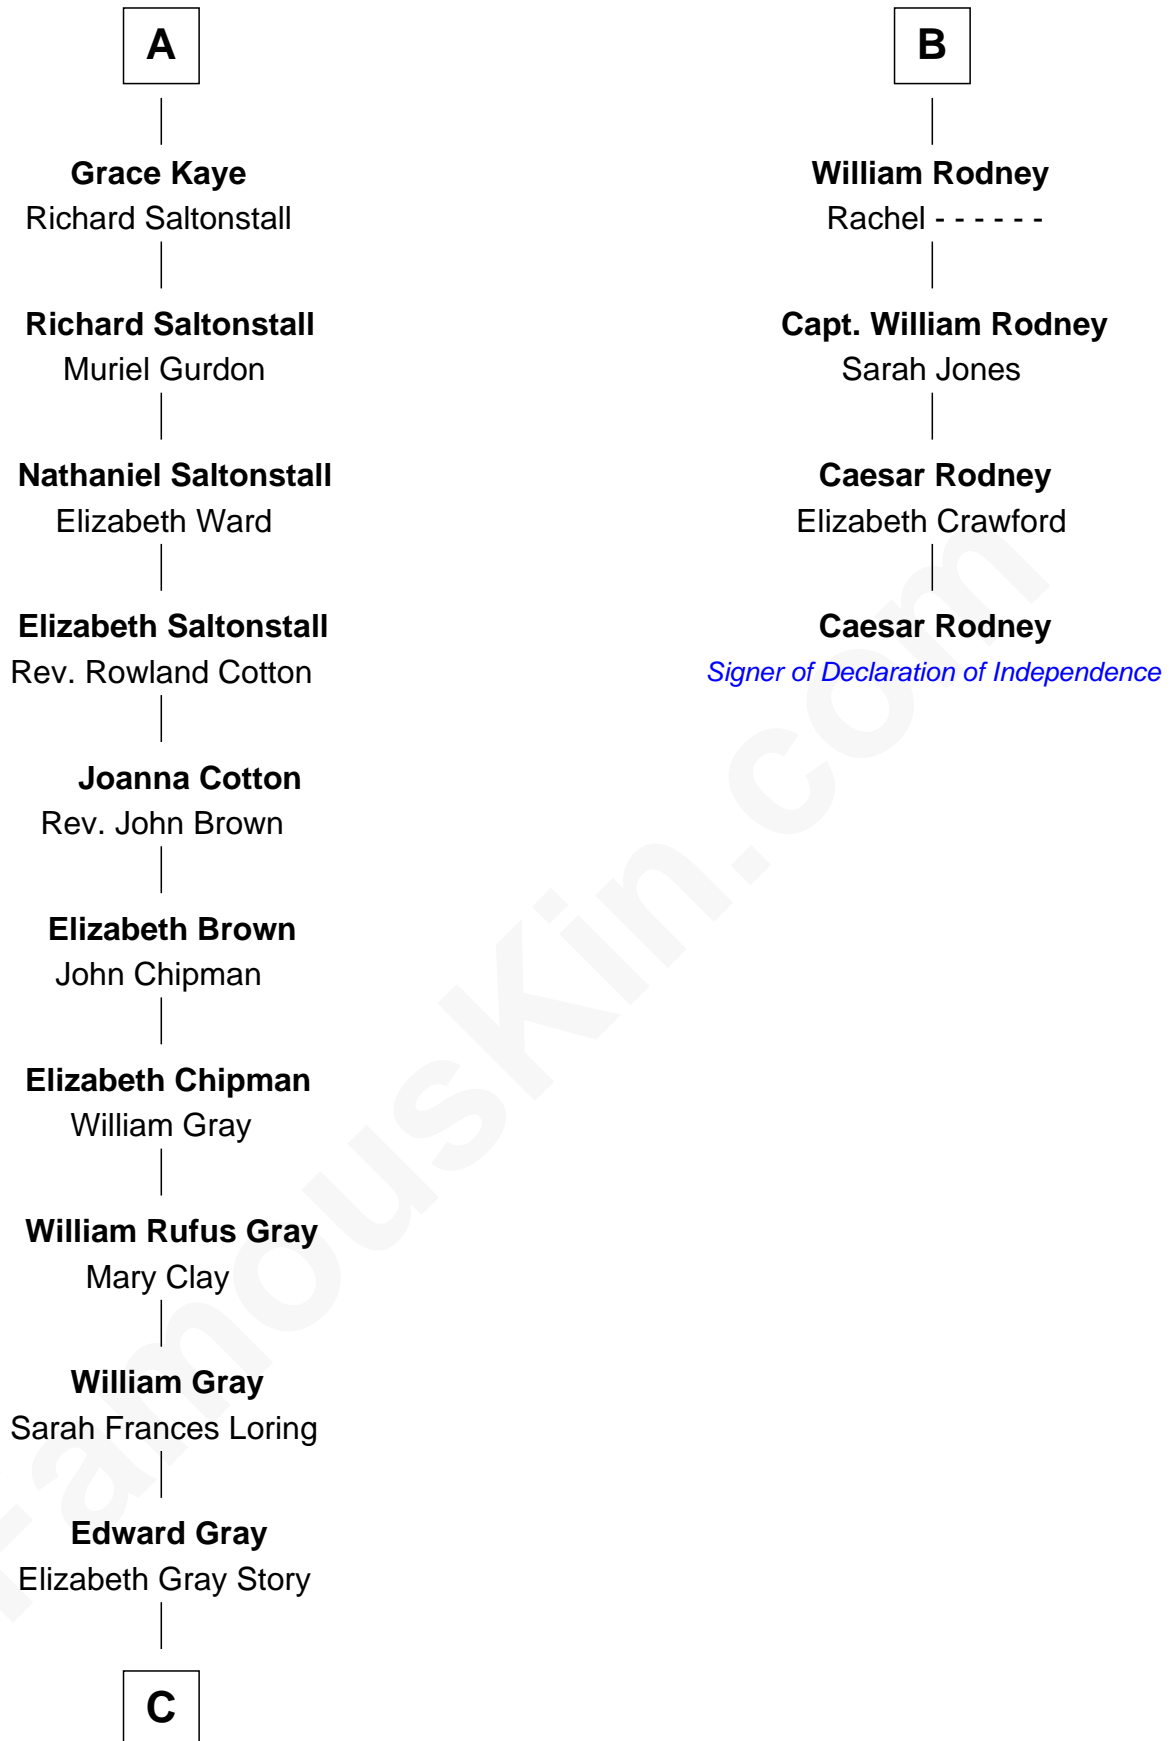 A
Grace Kaye
Richard Saltonstall
Richard Saltonstall
Muriel Gurdon
Nathaniel Saltonstall
Elizabeth Ward
Elizabeth Saltonstall
Rev. Rowland Cotton
Joanna Cotton
Rev. John Brown
Elizabeth Brown
John Chipman
Elizabeth Chipman
William Gray
William Rufus Gray
Mary Clay
William Gray
Sarah Frances Loring
Edward Gray
Elizabeth Gray Story
C
B
William Rodney
Rachel - - - - - -
Capt. William Rodney
Sarah Jones
Caesar Rodney
Elizabeth Crawford
Caesar Rodney
Signer of Declaration of Independence
FamousKin.com